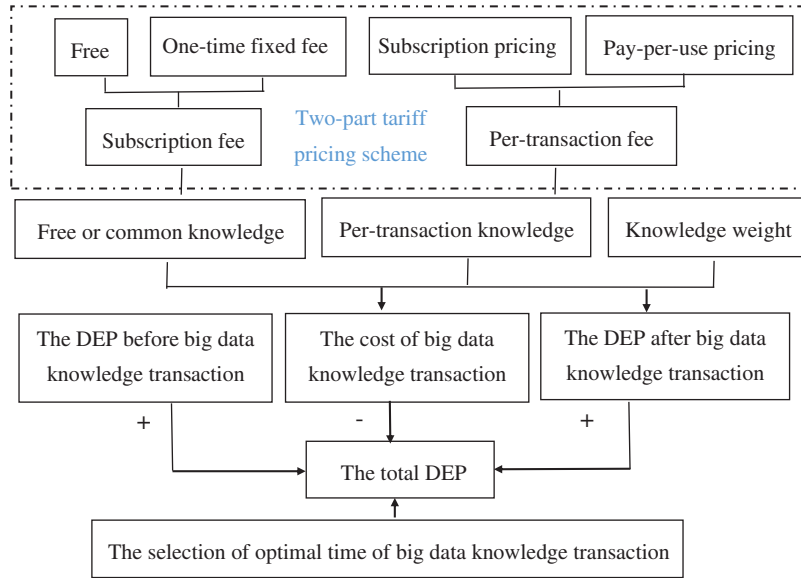 Free
One-time fixed fee
Subscription pricing
Pay-per-use pricing
Subscription fee
Two-part tariff
pricing scheme
Per-transaction fee
Free or common knowledge
Per-transaction knowledge
Knowledge weight
The DEP before big data
knowledge transaction
The cost of big data
knowledge transaction
The DEP after big data
knowledge transaction
+
-
+
The total DEP
The selection of optimal time of big data knowledge transaction